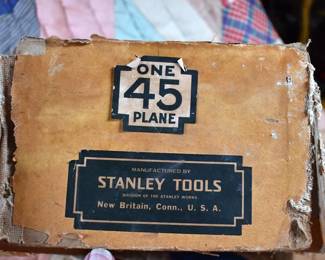 ONE
45
PLANE
MANUFACTURED BY
STANLEY TOOLS
DIVISION OF THE STANLEY WORKS
New Britain, Conn., U. S. A.